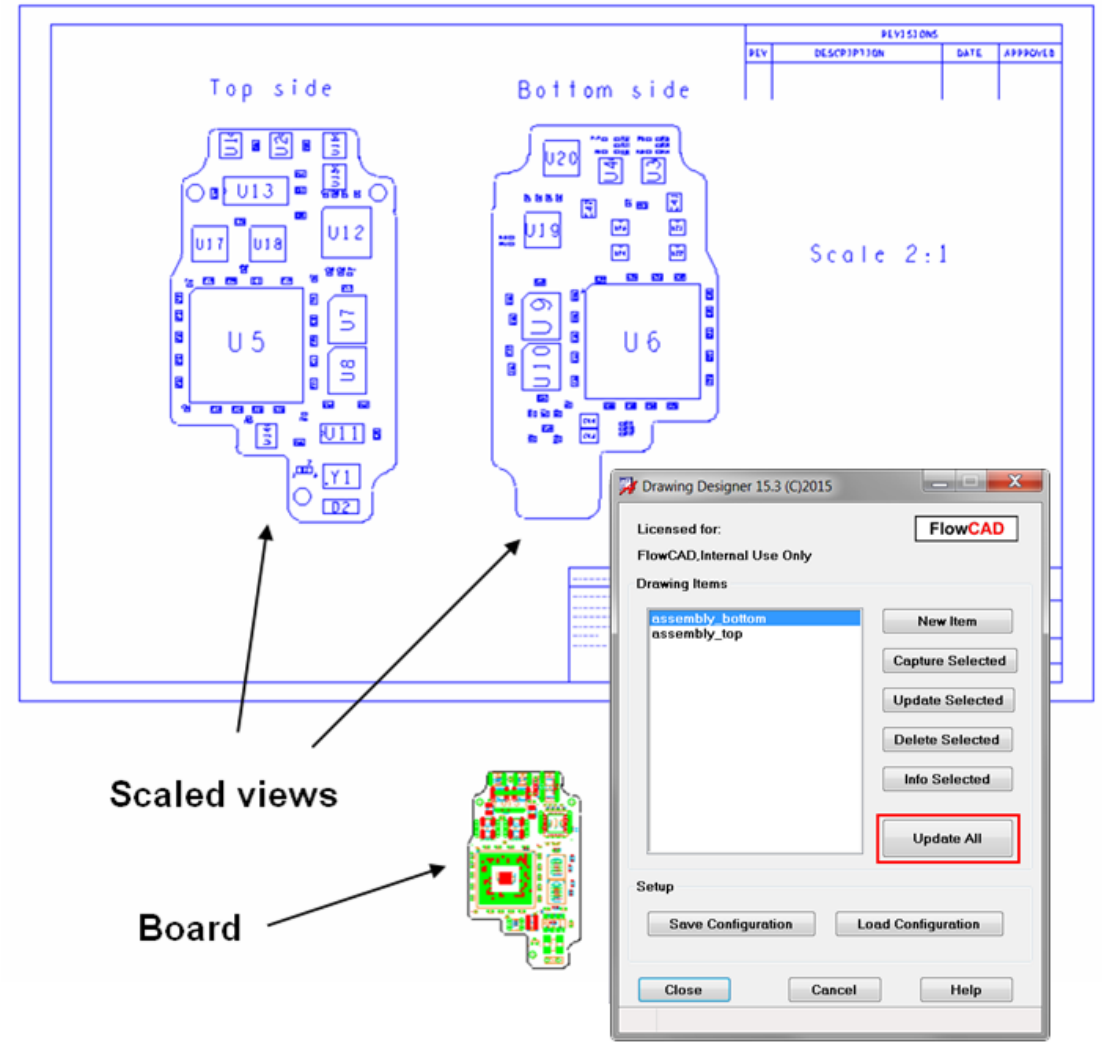 REVISIONS
REV DESCRIPTION DATE APPROVED
Top side
Bottom side
U20
U4
U3
U13
U17
U18
U12
U19
Scale 2:1
U5
U7
U8
U9
U10
U6
U11
Y1
D2
Drawing Designer 15.3 (C)2015
Licensed for:
FlowCAD
FlowCAD,Internal Use Only
Drawing Items
assembly_bottom
assembly_top
New Item
Capture Selected
Update Selected
Delete Selected
Info Selected
Update All
Setup
Save Configuration
Load Configuration
Close
Cancel
Help
Scaled views
Board